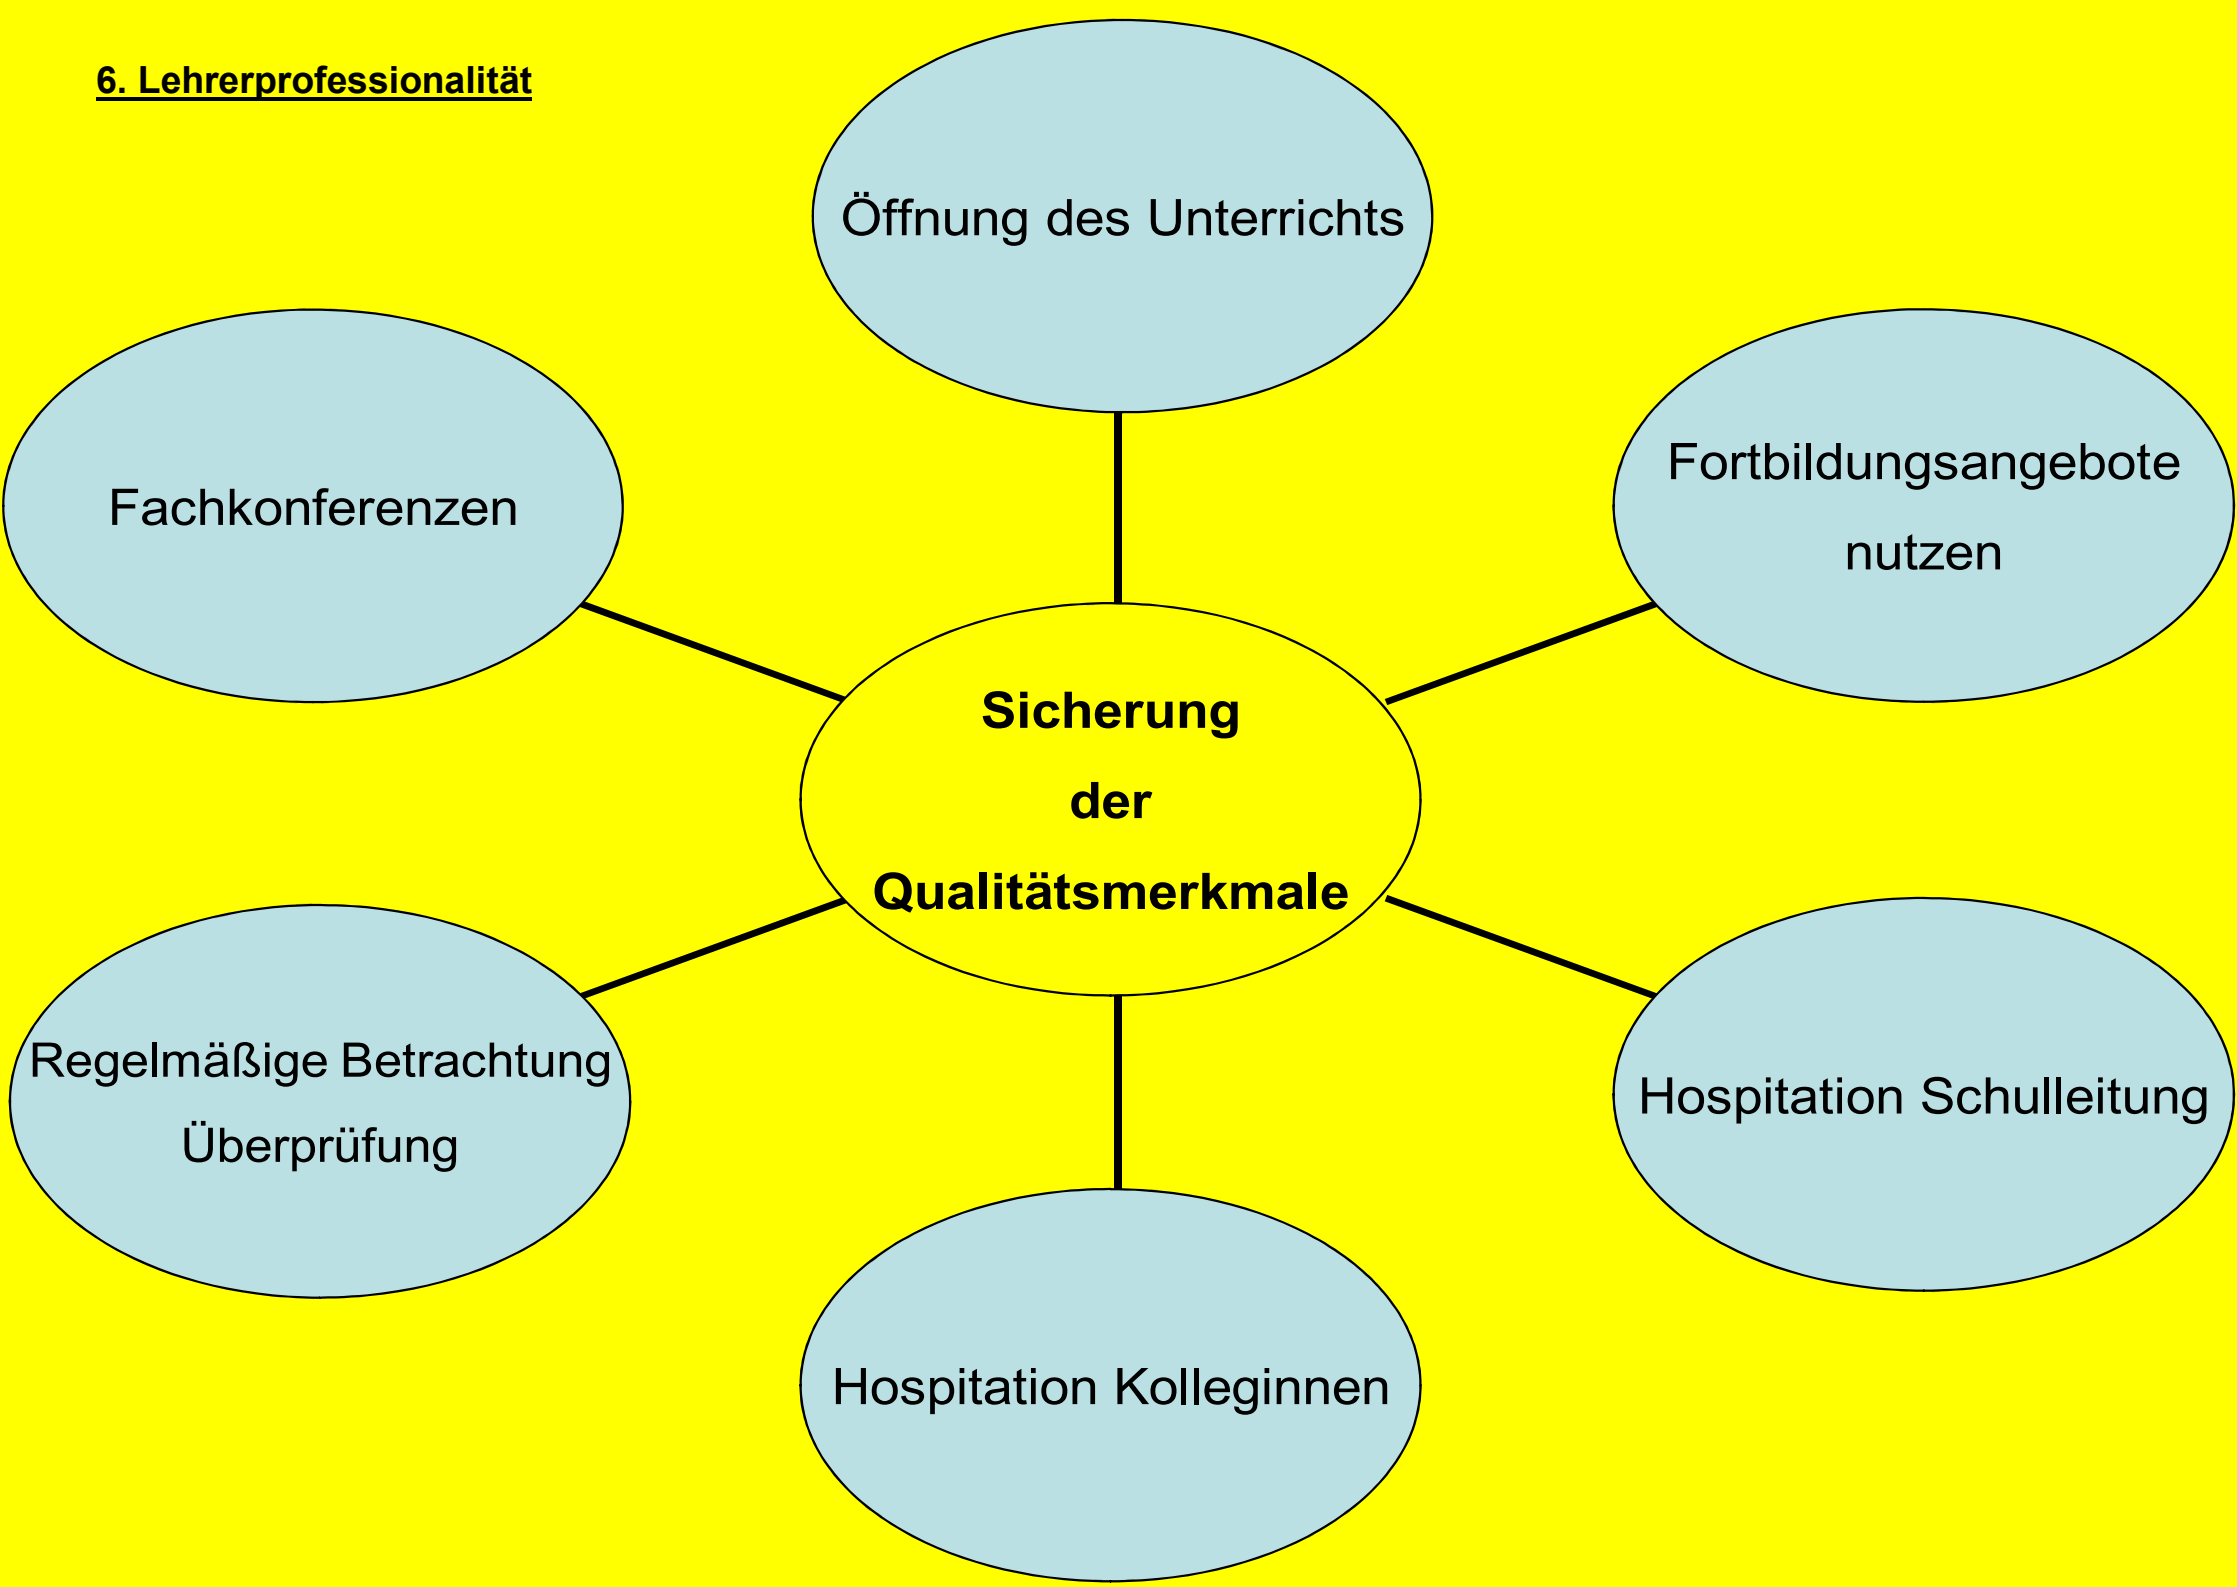 6. Lehrerprofessionalität
Öffnung des Unterrichts
Fachkonferenzen
Fortbildungsangebote
nutzen
Sicherung
der
Qualitätsmerkmale
Regelmäßige Betrachtung
Überprüfung
Hospitation Schulleitung
Hospitation Kolleginnen